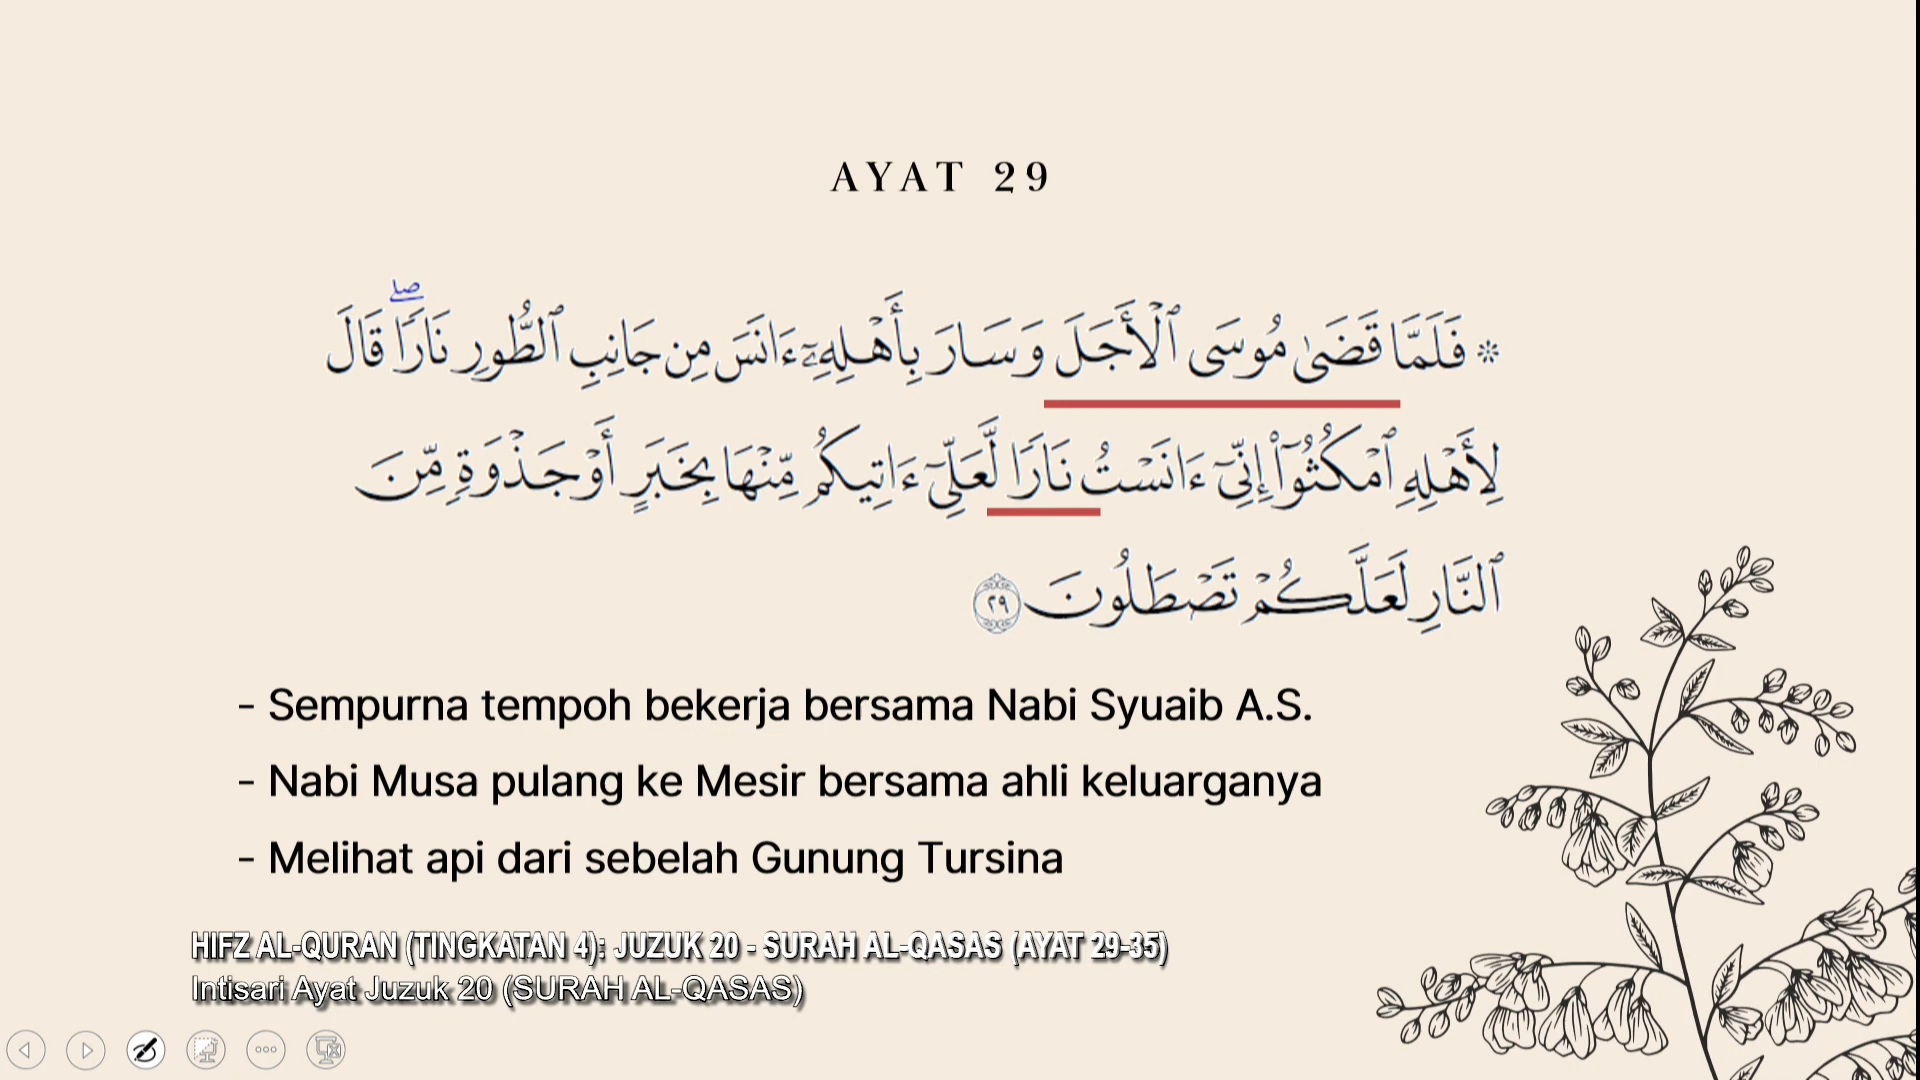 AYAT 29
۞ فَلَمَّا قَضَىٰ مُوسَى ٱلْأَجَلَ وَسَارَ بِأَهْلِهِۦٓ ءَانَسَ مِن جَانِبِ ٱلطُّورِ نَارًاۖ قَالَ
لِأَهْلِهِ ٱمْكُثُوٓا۟ إِنِّىٓ ءَانَسْتُ نَارًا لَّعَلِّىٓ ءَاتِيكُم مِّنْهَا بِخَبَرٍ أَوْ جَذْوَةٍ مِّنَ
ٱلنَّارِ لَعَلَّكُمْ تَصْطَلُونَ ٢٩
- Sempurna tempoh bekerja bersama Nabi Syuaib A.S.
- Nabi Musa pulang ke Mesir bersama ahli keluarganya
- Melihat api dari sebelah Gunung Tursina
HIFZ AL-QURAN (TINGKATAN 4): JUZUK 20 - SURAH AL-QASAS (AYAT 29-35)
Intisari Ayat Juzuk 20 (SURAH AL-QASAS)